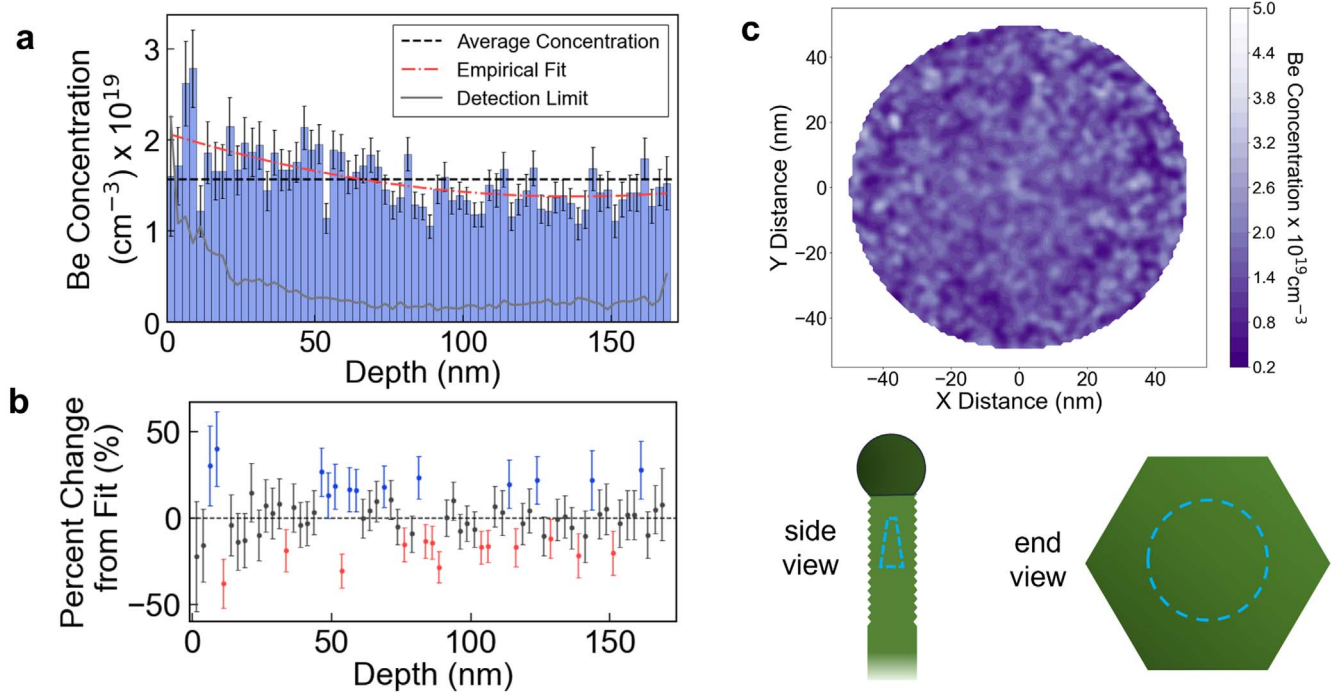 a
Be Concentration
(cm⁻³) x 10¹⁹
3
2
1
0
Average Concentration
Empirical Fit
Detection Limit
0 50 100 150
Depth (nm)
b
Percent Change
from Fit (%)
50
0
−50
0 50 100 150
Depth (nm)
c
Y Distance (nm)
40
20
0
−20
−40
−40 −20 0 20 40
X Distance (nm)
5.0
4.4
3.8
3.2
2.6
2.0
1.4
0.8
0.2
Be Concentration x 10¹⁹cm⁻³
side
view
end
view